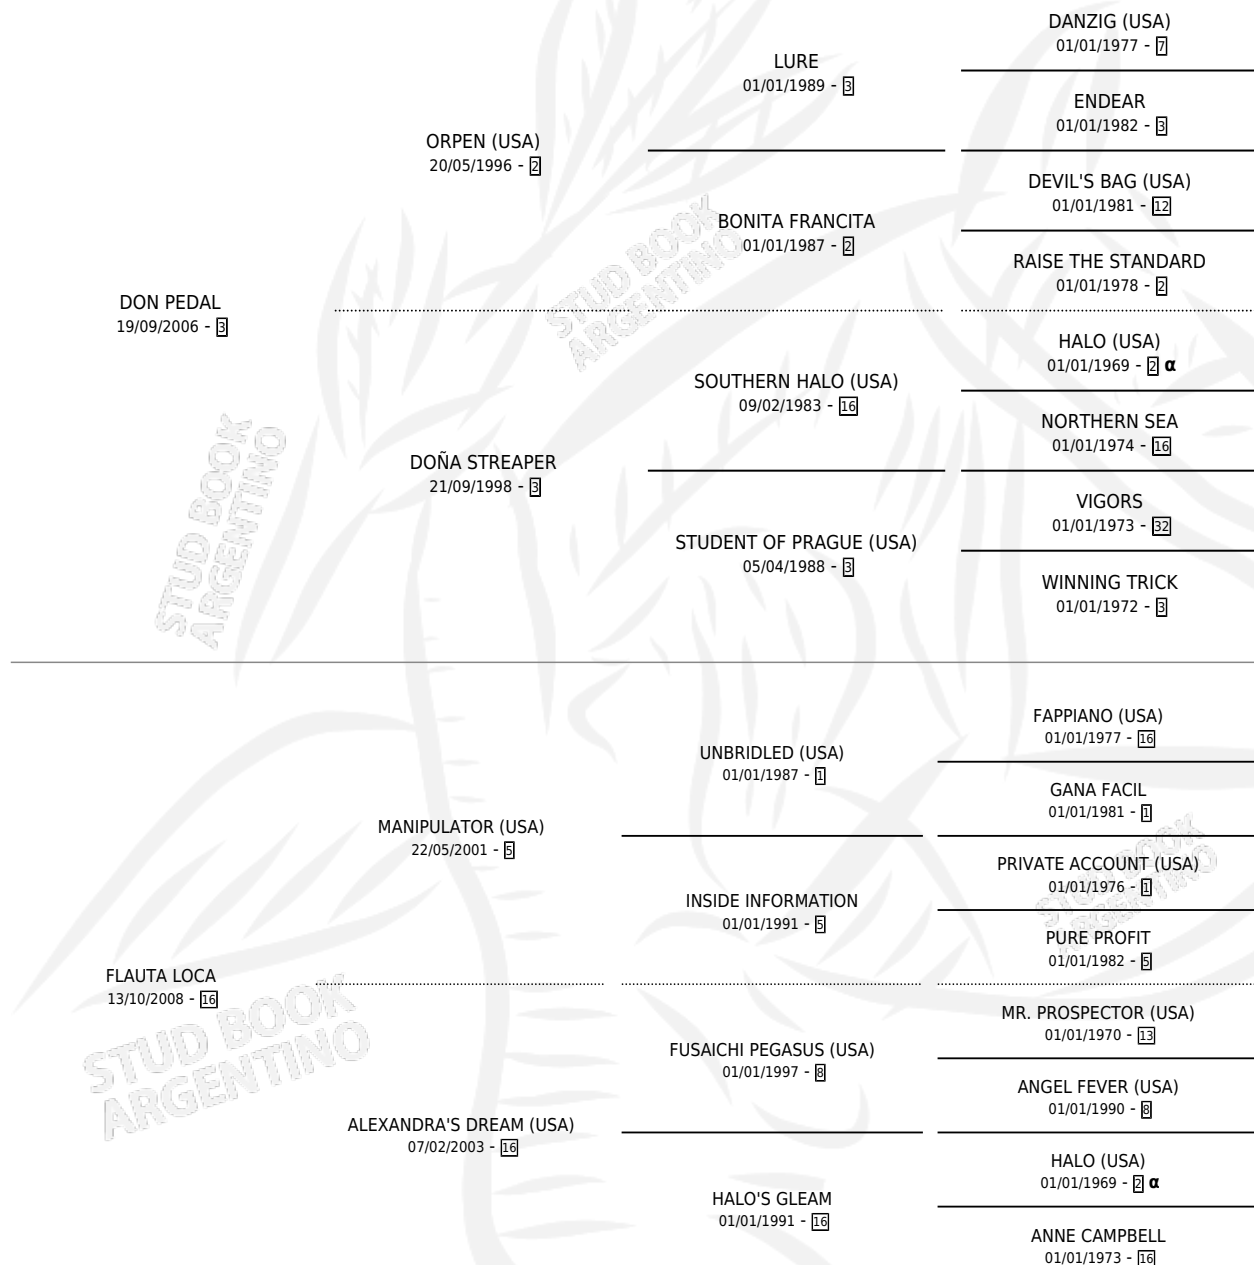 DANZIG (USA)
01/01/1977 - 7
LURE
01/01/1989 - 3
ENDEAR
01/01/1982 - 3
ORPEN (USA)
20/05/1996 - 2
DEVIL'S BAG (USA)
01/01/1981 - 12
BONITA FRANCITA
01/01/1987 - 2
RAISE THE STANDARD
01/01/1978 - 2
DON PEDAL
19/09/2006 - 3
HALO (USA)
01/01/1969 - 2 α
SOUTHERN HALO (USA)
09/02/1983 - 16
NORTHERN SEA
01/01/1974 - 16
DOÑA STREAPER
21/09/1998 - 3
VIGORS
01/01/1973 - 32
STUDENT OF PRAGUE (USA)
05/04/1988 - 3
WINNING TRICK
01/01/1972 - 3
FAPPIANO (USA)
01/01/1977 - 16
UNBRIDLED (USA)
01/01/1987 - 1
GANA FACIL
01/01/1981 - 1
MANIPULATOR (USA)
22/05/2001 - 5
PRIVATE ACCOUNT (USA)
01/01/1976 - 1
INSIDE INFORMATION
01/01/1991 - 5
PURE PROFIT
01/01/1982 - 5
FLAUTA LOCA
13/10/2008 - 16
MR. PROSPECTOR (USA)
01/01/1970 - 13
FUSAICHI PEGASUS (USA)
01/01/1997 - 8
ANGEL FEVER (USA)
01/01/1990 - 8
ALEXANDRA'S DREAM (USA)
07/02/2003 - 16
HALO (USA)
01/01/1969 - 2 α
HALO'S GLEAM
01/01/1991 - 16
ANNE CAMPBELL
01/01/1973 - 16
STUD BOOK
ARGENTINO
STUD BOOK
ARGENTINO
STUD BOOK
ARGENTINO
STUD BOOK
ARGENTINO